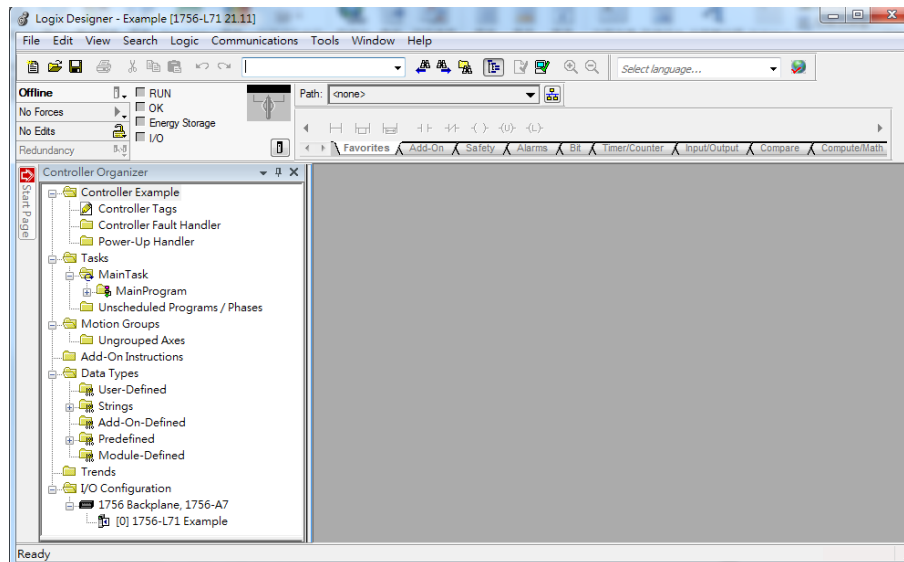 Logix Designer - Example [1756-L71 21.11]
File Edit View Search Logic Communications Tools Window Help
Select language...
Offline
RUN
Path: <none>
No Forces
OK
No Edits
Energy Storage
I/O
Redundancy
Favorites Add-On Safety Alarms Bit Timer/Counter Input/Output Compare Compute/Math
Start Page
Controller Organizer
Controller Example
Controller Tags
Controller Fault Handler
Power-Up Handler
Tasks
MainTask
MainProgram
Unscheduled Programs / Phases
Motion Groups
Ungrouped Axes
Add-On Instructions
Data Types
User-Defined
Strings
Add-On-Defined
Predefined
Module-Defined
Trends
I/O Configuration
1756 Backplane, 1756-A7
[0] 1756-L71 Example
Ready